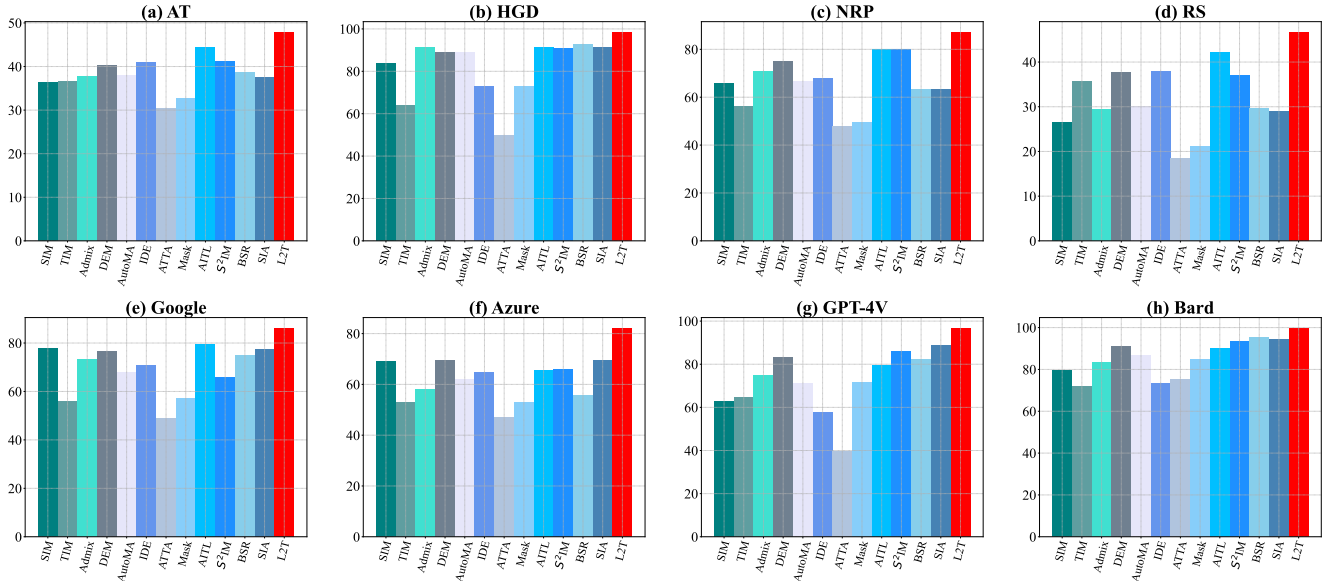 (a) AT
50
40
30
20
10
0
SIM TIM Admix DEM AutoMA IDE ATTA Mask AITL S²IM BSR SIA L2T
(b) HGD
100
80
60
40
20
0
SIM TIM Admix DEM AutoMA IDE ATTA Mask AITL S²IM BSR SIA L2T
(c) NRP
80
60
40
20
0
SIM TIM Admix DEM AutoMA IDE ATTA Mask AITL S²IM BSR SIA L2T
(d) RS
40
30
20
10
0
SIM TIM Admix DEM AutoMA IDE ATTA Mask AITL S²IM BSR SIA L2T
(e) Google
80
60
40
20
0
SIM TIM Admix DEM AutoMA IDE ATTA Mask AITL S²IM BSR SIA L2T
(f) Azure
80
60
40
20
0
SIM TIM Admix DEM AutoMA IDE ATTA Mask AITL S²IM BSR SIA L2T
(g) GPT-4V
100
80
60
40
20
0
SIM TIM Admix DEM AutoMA IDE ATTA Mask AITL S²IM BSR SIA L2T
(h) Bard
100
80
60
40
20
0
SIM TIM Admix DEM AutoMA IDE ATTA Mask AITL S²IM BSR SIA L2T